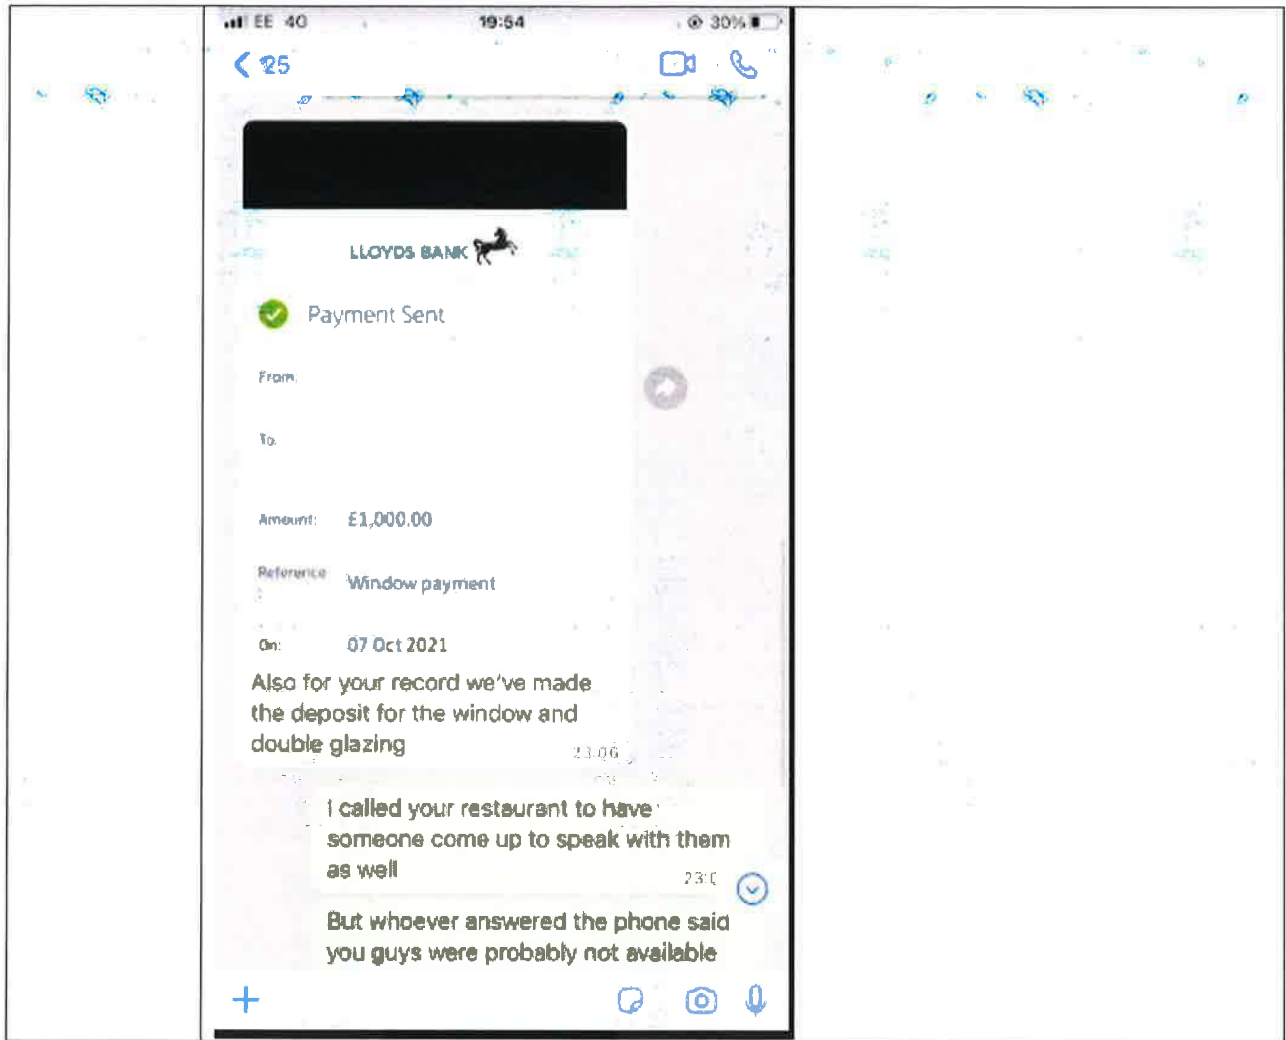 EE 4G 19:54 30%
25
LLOYDS BANK
Payment Sent
From:
To:
Amount: £1,000.00
Reference
:
Window payment
On: 07 Oct 2021
Also for your record we've made
the deposit for the window and
double glazing
23:06
I called your restaurant to have
someone come up to speak with them
as well
But whoever answered the phone said
you guys were probably not available